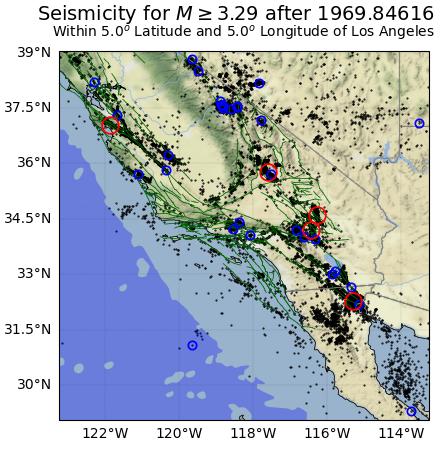 Seismicity for M ≥ 3.29 after 1969.84616
Within 5.0° Latitude and 5.0° Longitude of Los Angeles
39°N
37.5°N
36°N
34.5°N
33°N
31.5°N
30°N
122°W 120°W 118°W 116°W 114°W